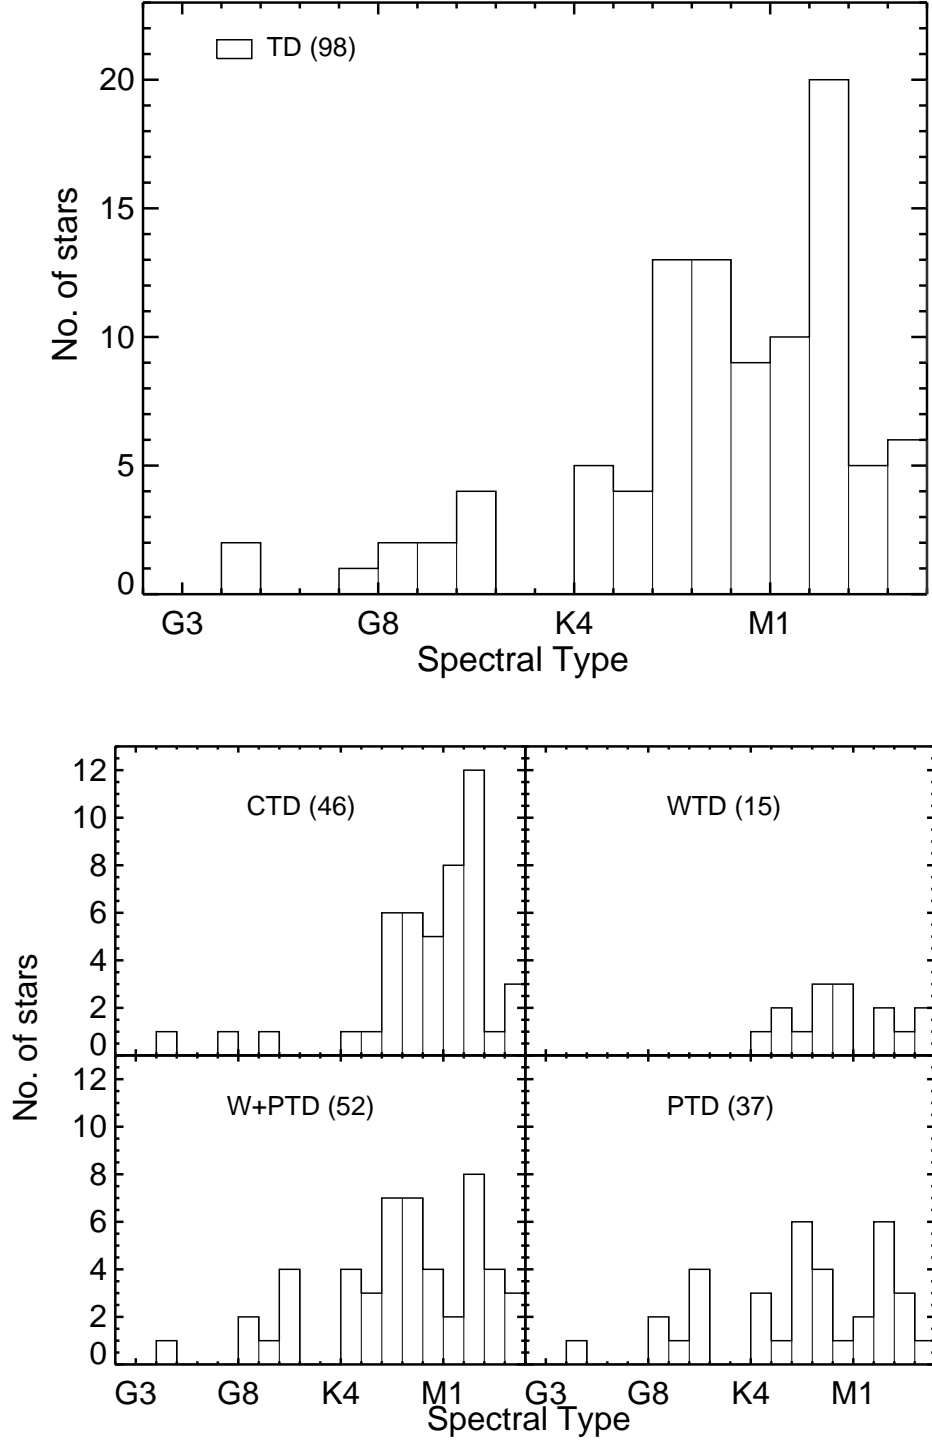 TD (98)
20
15
10
5
0
No. of stars
G3 G8 K4 M1
Spectral Type
CTD (46) WTD (15)
12
10
8
6
4
2
0
No. of stars
W+PTD (52) PTD (37)
12
10
8
6
4
2
0
G3 G8 K4 M1 G3 G8 K4 M1
Spectral Type